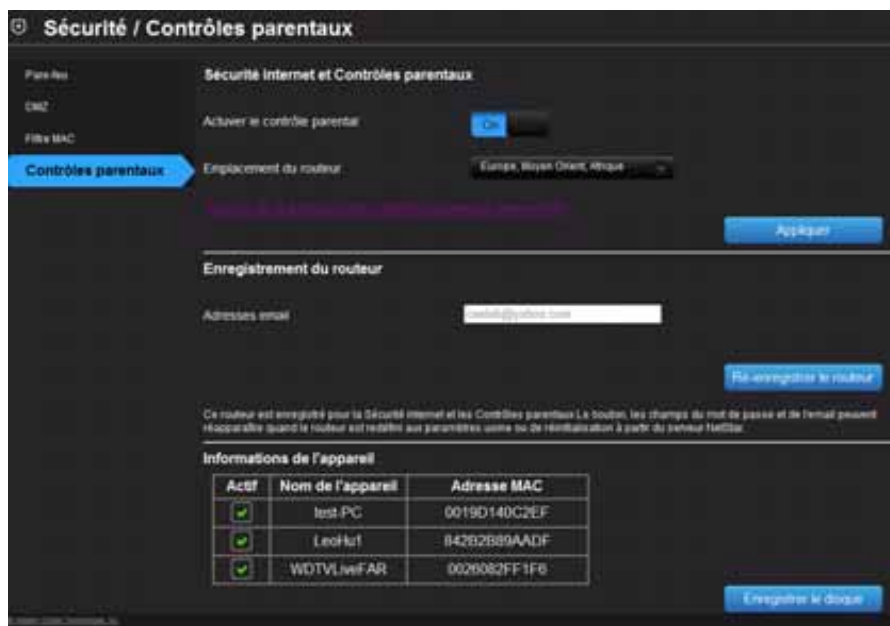 Sécurité / Contrôles parentaux
Pare-feu
DMZ
Filtre MAC
Contrôles parentaux
Sécurité Internet et Contrôles parentaux
Activer le contrôle parental
On
Emplacement du routeur
Europe, Moyen Orient, Afrique
Appliquer
Enregistrement du routeur
Adresses email
Ré-enregistrer le routeur
Ce routeur est enregistré pour la Sécurité Internet et les Contrôles parentaux Le bouton, les champs du mot de passe et de l'email peuvent
réapparaître quand le routeur est redéfini aux paramètres usine ou de réinitialisation à partir du serveur NetStar
Informations de l'appareil
Actif Nom de l'appareil Adresse MAC
test-PC 0019D140C2EF
LeoHu1 842B2B89AADF
WDTVLiveFAR 0026082FF1F6
Enregistrer le disque